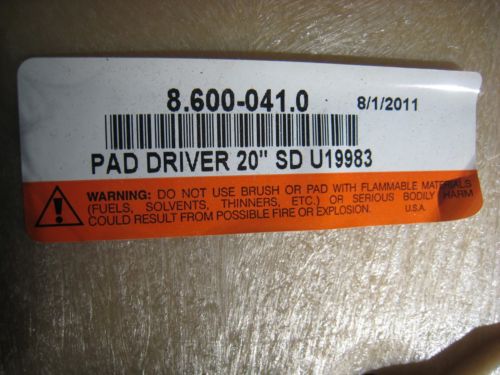 8.600-041.0 8/1/2011
PAD DRIVER 20" SD U19983
WARNING: DO NOT USE BRUSH OR PAD WITH FLAMMABLE MATERIALS
(FUELS, SOLVENTS, THINNERS, ETC.) OR SERIOUS BODILY HARM
COULD RESULT FROM POSSIBLE FIRE OR EXPLOSION. U.S.A.